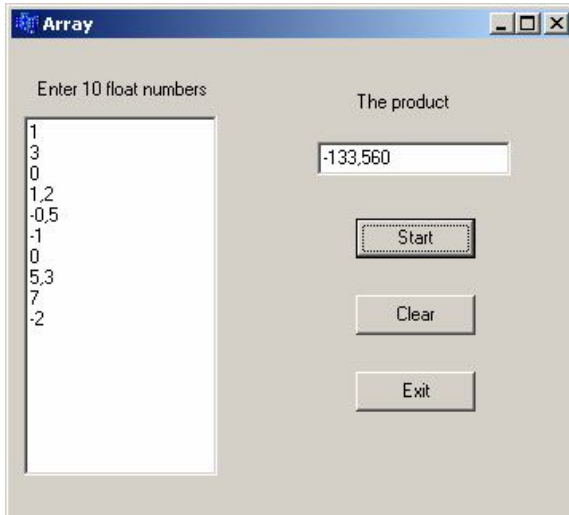 Array
Enter 10 float numbers
1
3
0
1,2
-0,5
-1
0
5,3
7
-2
The product
-133,560
Start
Clear
Exit